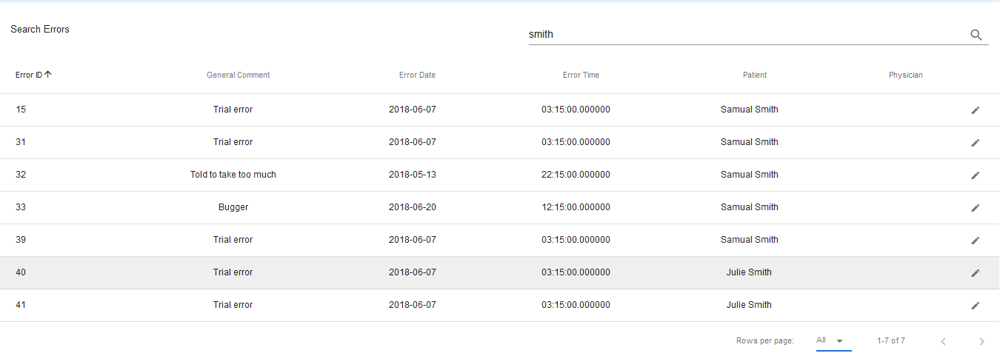 Search Errors
smith
Error ID General Comment Error Date Error Time Patient Physician
15 Trial error 2018-06-07 03:15:00.000000 Samual Smith
31 Trial error 2018-06-07 03:15:00.000000 Samual Smith
32 Told to take too much 2018-05-13 22:15:00.000000 Samual Smith
33 Bugger 2018-06-20 12:15:00.000000 Samual Smith
39 Trial error 2018-06-07 03:15:00.000000 Samual Smith
40 Trial error 2018-06-07 03:15:00.000000 Julie Smith
41 Trial error 2018-06-07 03:15:00.000000 Julie Smith
Rows per page: All 1-7 of 7